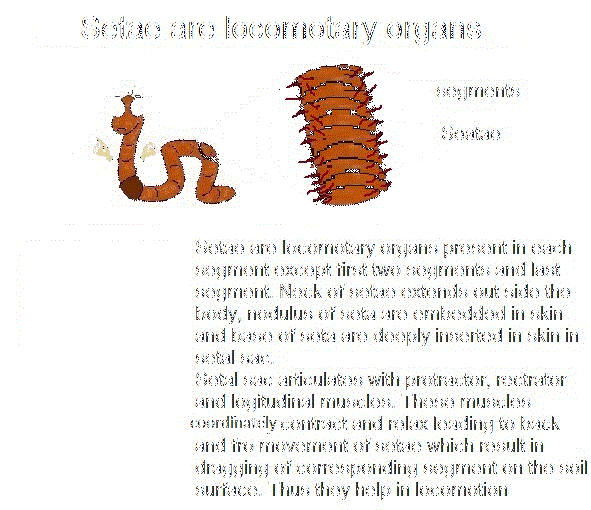 Setae are locomotary organs
segments
Seatae
Setae are locomotary organs present in each
segment except first two segments and last
segment. Neck of setae extends out side the
body, nodulus of seta are embedded in skin
and base of seta are deeply inserted in skin in
setal sac.
Setal sac articulates with protractor, rectrator
and logitudinal muscles. These muscles
coordinately contract and relax leading to back
and fro movement of setae which result in
dragging of corresponding segment on the soil
surface. Thus they help in locomotion